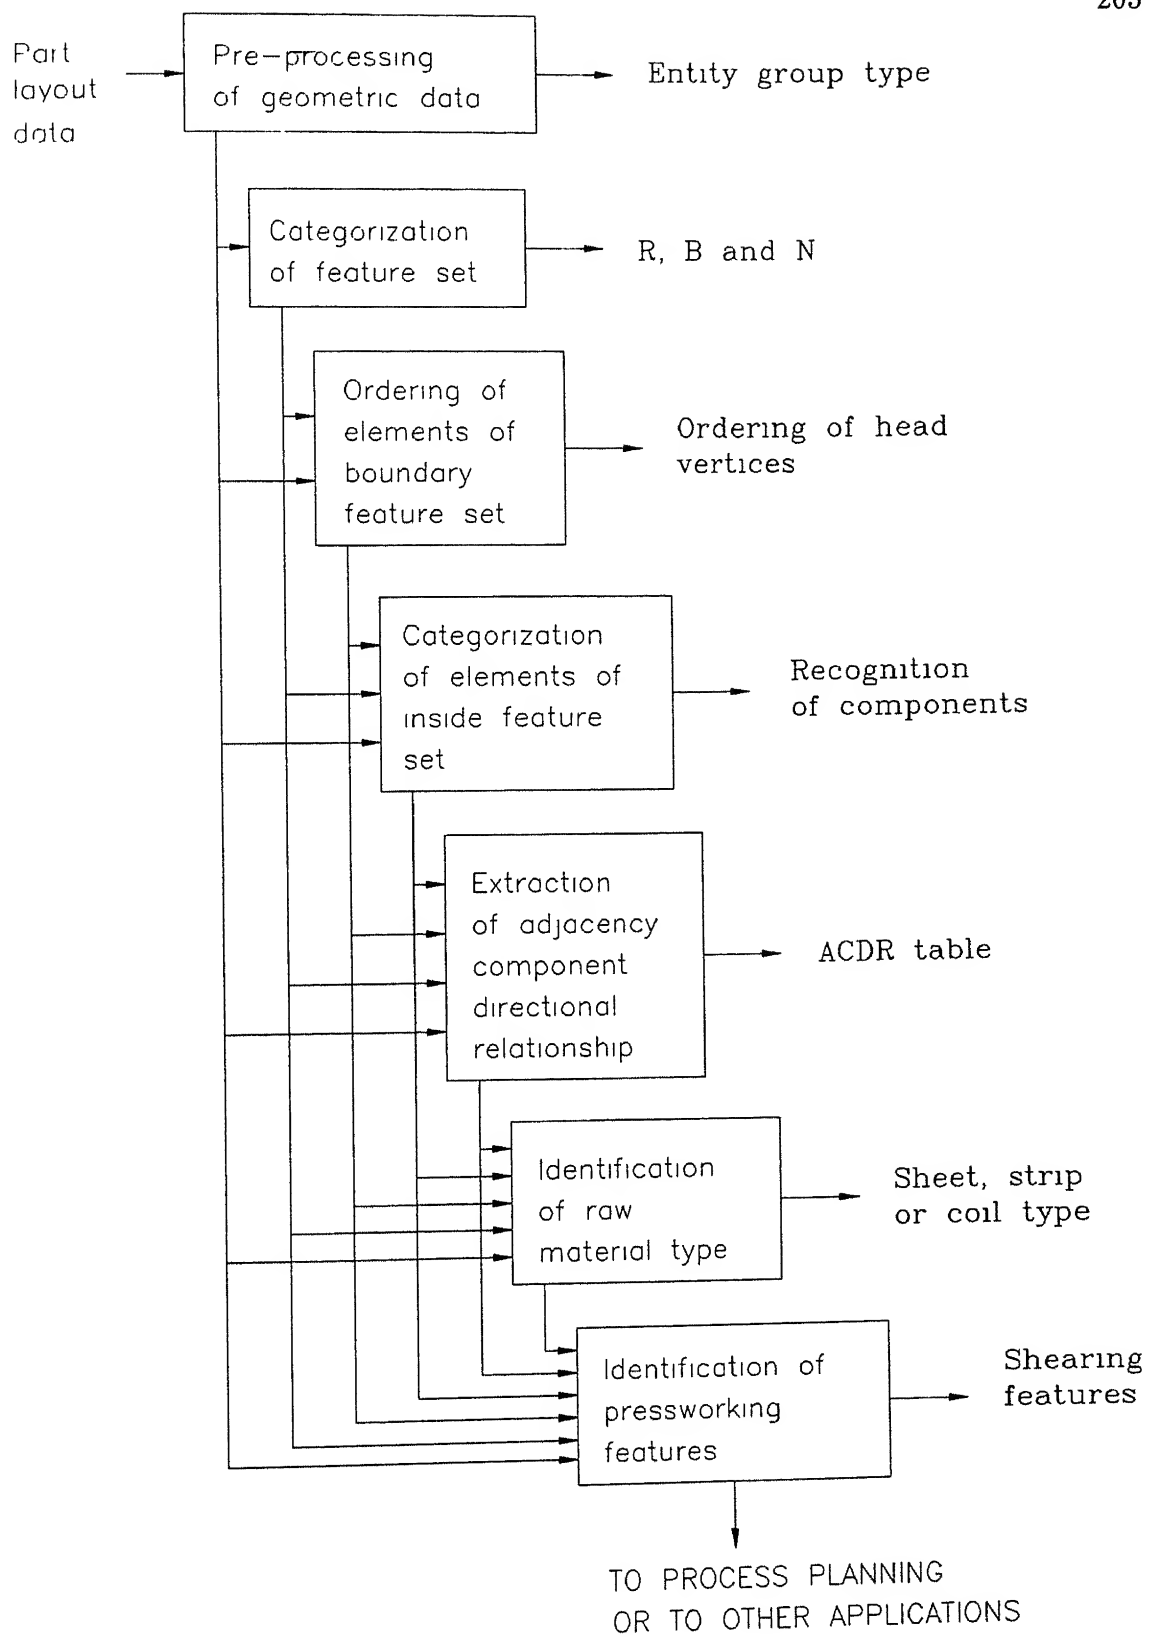 Part
layout
data
Pre-processing
of geometric data
Entity group type
Categorization
of feature set
R, B and N
Ordering of
elements of
boundary
feature set
Ordering of head
vertices
Categorization
of elements of
inside feature
set
Recognition
of components
Extraction
of adjacency
component
directional
relationship
ACDR table
Identification
of raw
material type
Sheet, strip
or coil type
Identification of
pressworking
features
Shearing
features
TO PROCESS PLANNING
OR TO OTHER APPLICATIONS